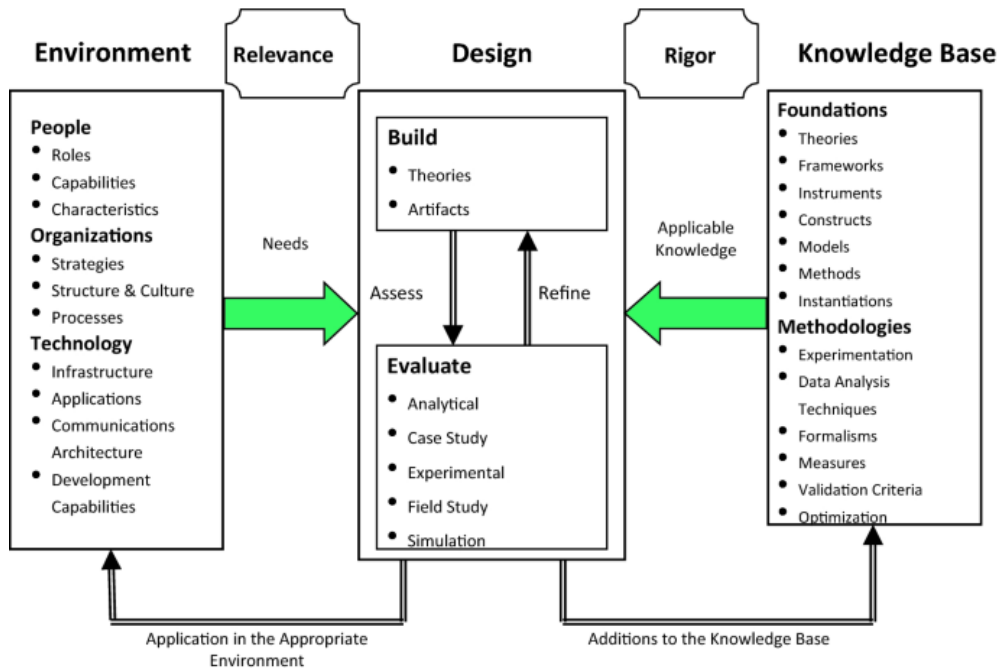 Environment
Relevance
Design
Rigor
Knowledge Base
People
• Roles
• Capabilities
• Characteristics
Organizations
• Strategies
• Structure & Culture
• Processes
Technology
• Infrastructure
• Applications
• Communications
Architecture
• Development
Capabilities
Needs
Build
• Theories
• Artifacts
Assess
Refine
Evaluate
• Analytical
• Case Study
• Experimental
• Field Study
• Simulation
Applicable
Knowledge
Foundations
• Theories
• Frameworks
• Instruments
• Constructs
• Models
• Methods
• Instantiations
Methodologies
• Experimentation
• Data Analysis
Techniques
• Formalisms
• Measures
• Validation Criteria
• Optimization
Application in the Appropriate
Environment
Additions to the Knowledge Base